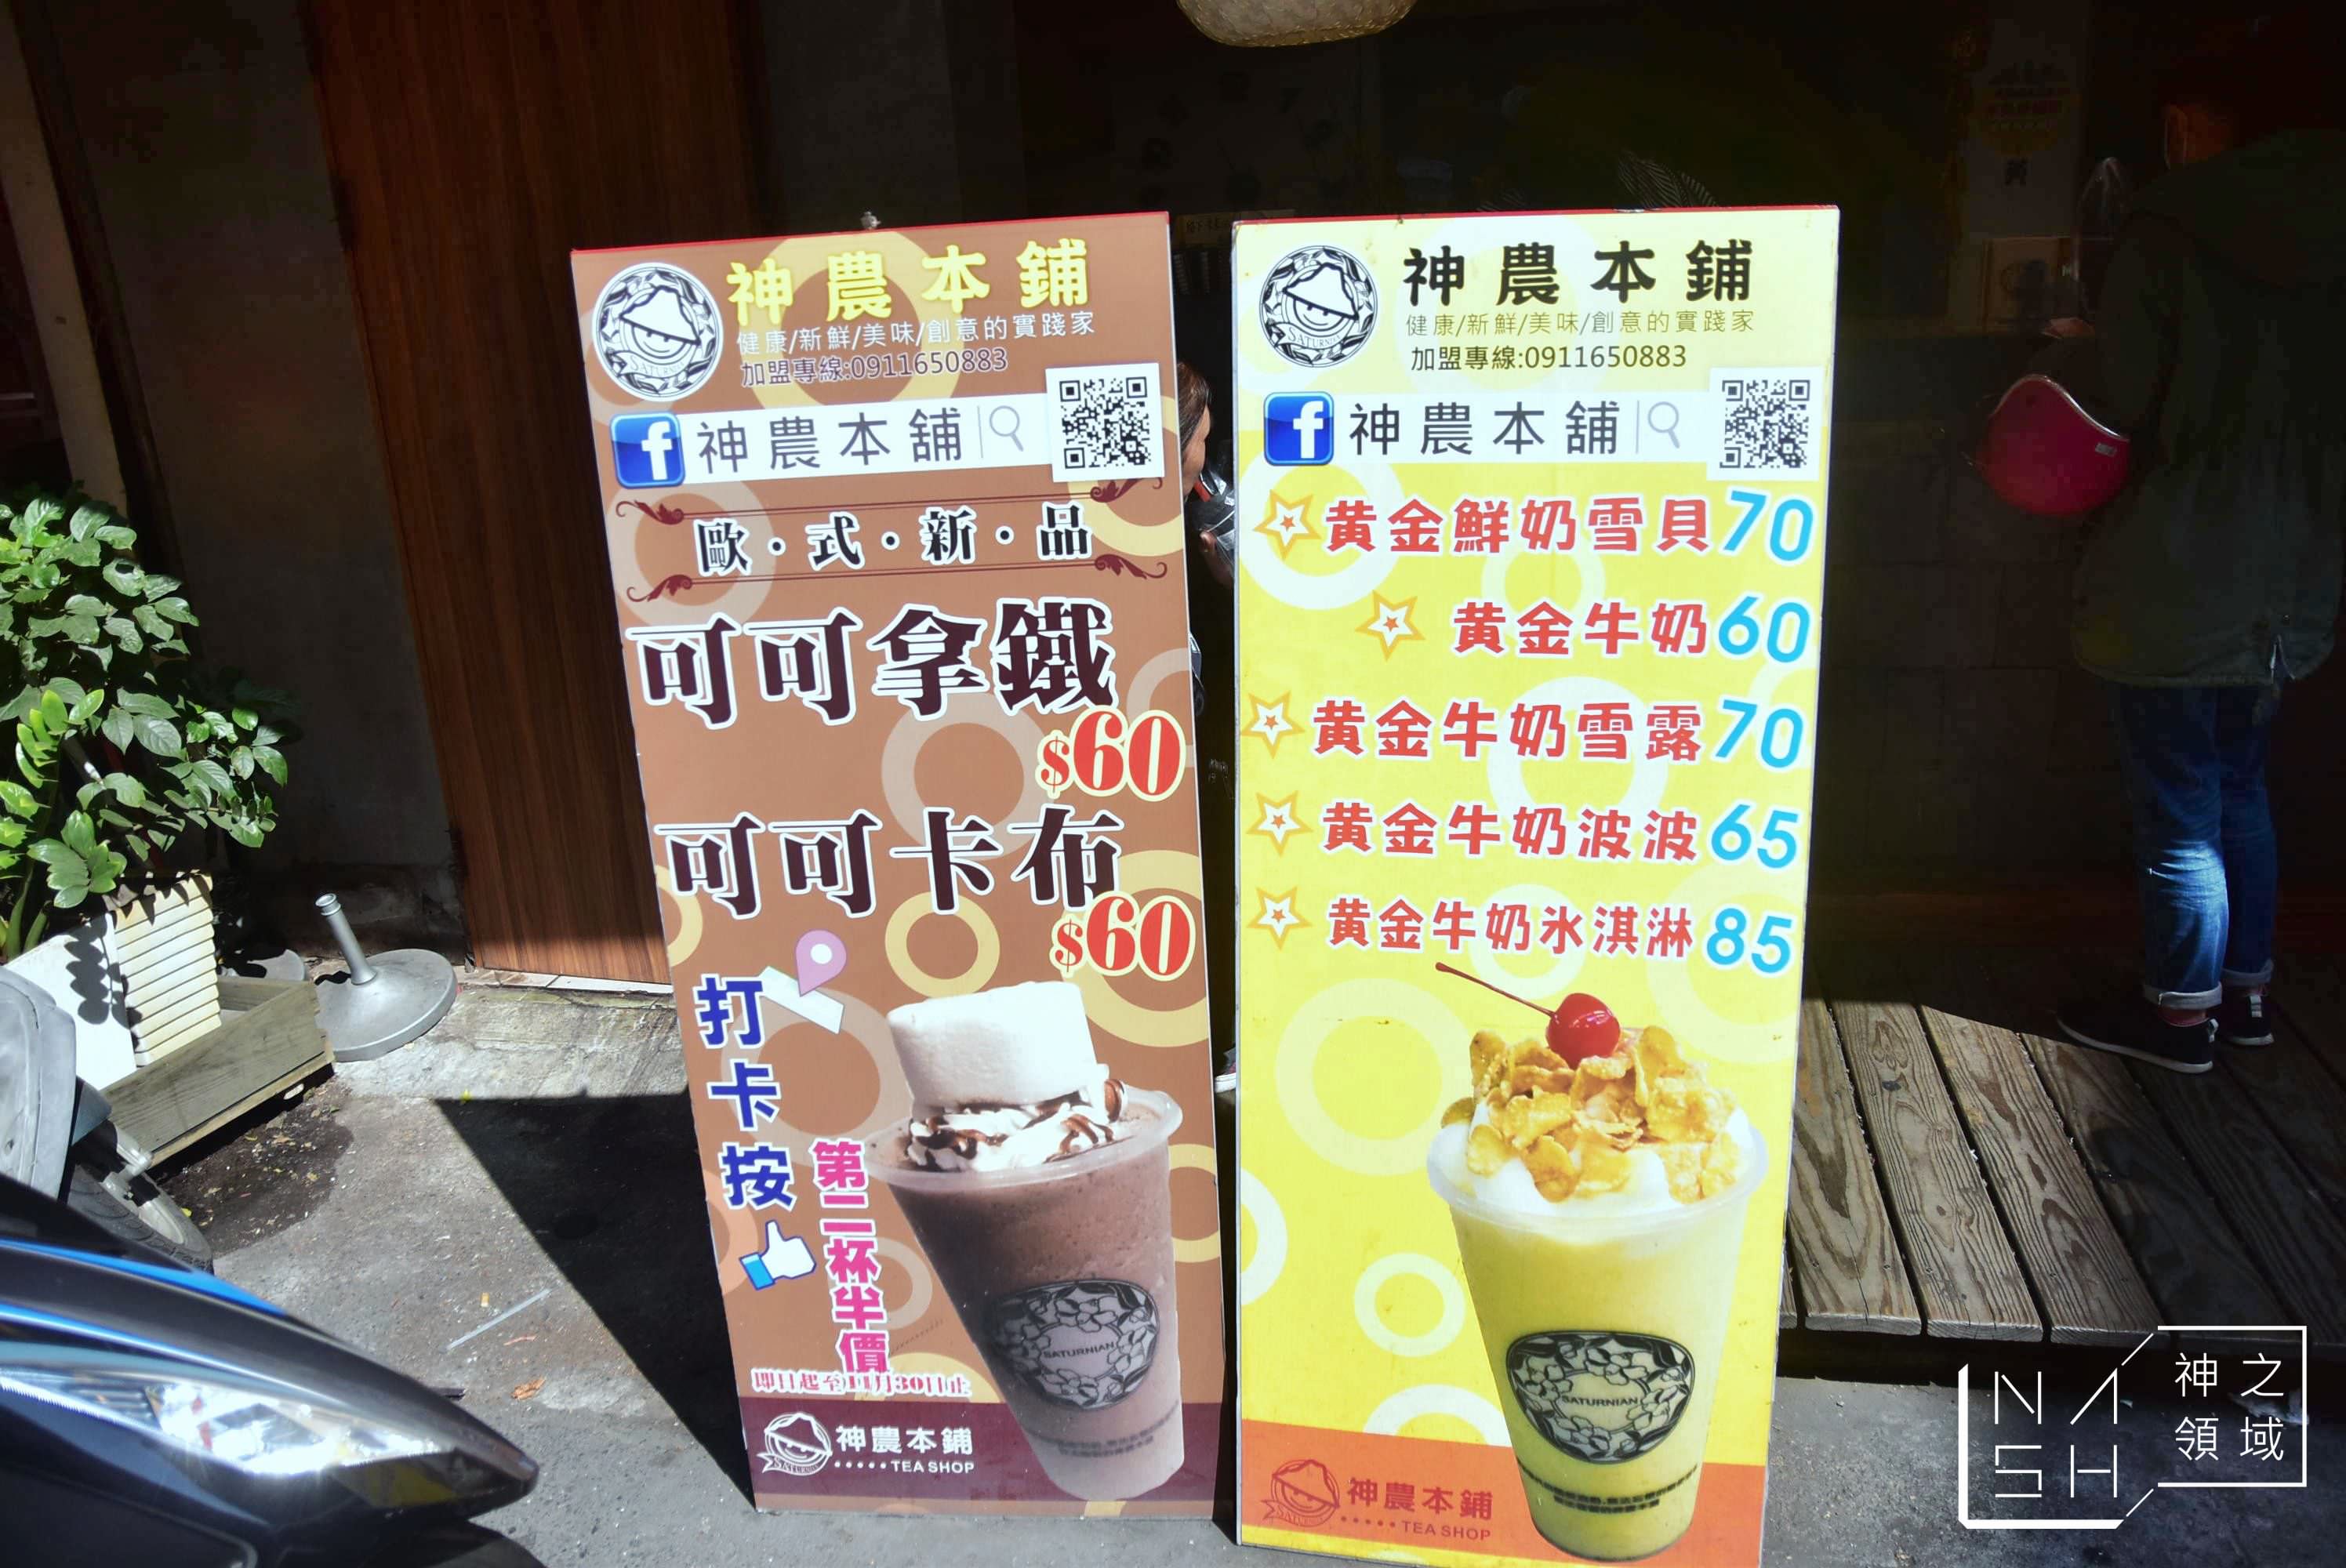 神農本鋪
健康/新鮮/美味/創意的實踐家
加盟專線:0911650883
SATURNIAN
f 神農本舖
歐·式·新·品
可可拿鐵
$60
可可卡布
$60
打卡按
第二杯半價
即日起至11月30日止
SATURNIAN
神農本鋪
TEA SHOP
神農本鋪
健康/新鮮/美味/創意的實踐家
加盟專線:0911650883
SATURNIAN
f 神農本舖
黃金鮮奶雪貝70
黃金牛奶60
黃金牛奶雪露70
黃金牛奶波波65
黃金牛奶氷淇淋85
SATURNIAN
神農本鋪
TEA SHOP
NASH
神之領域